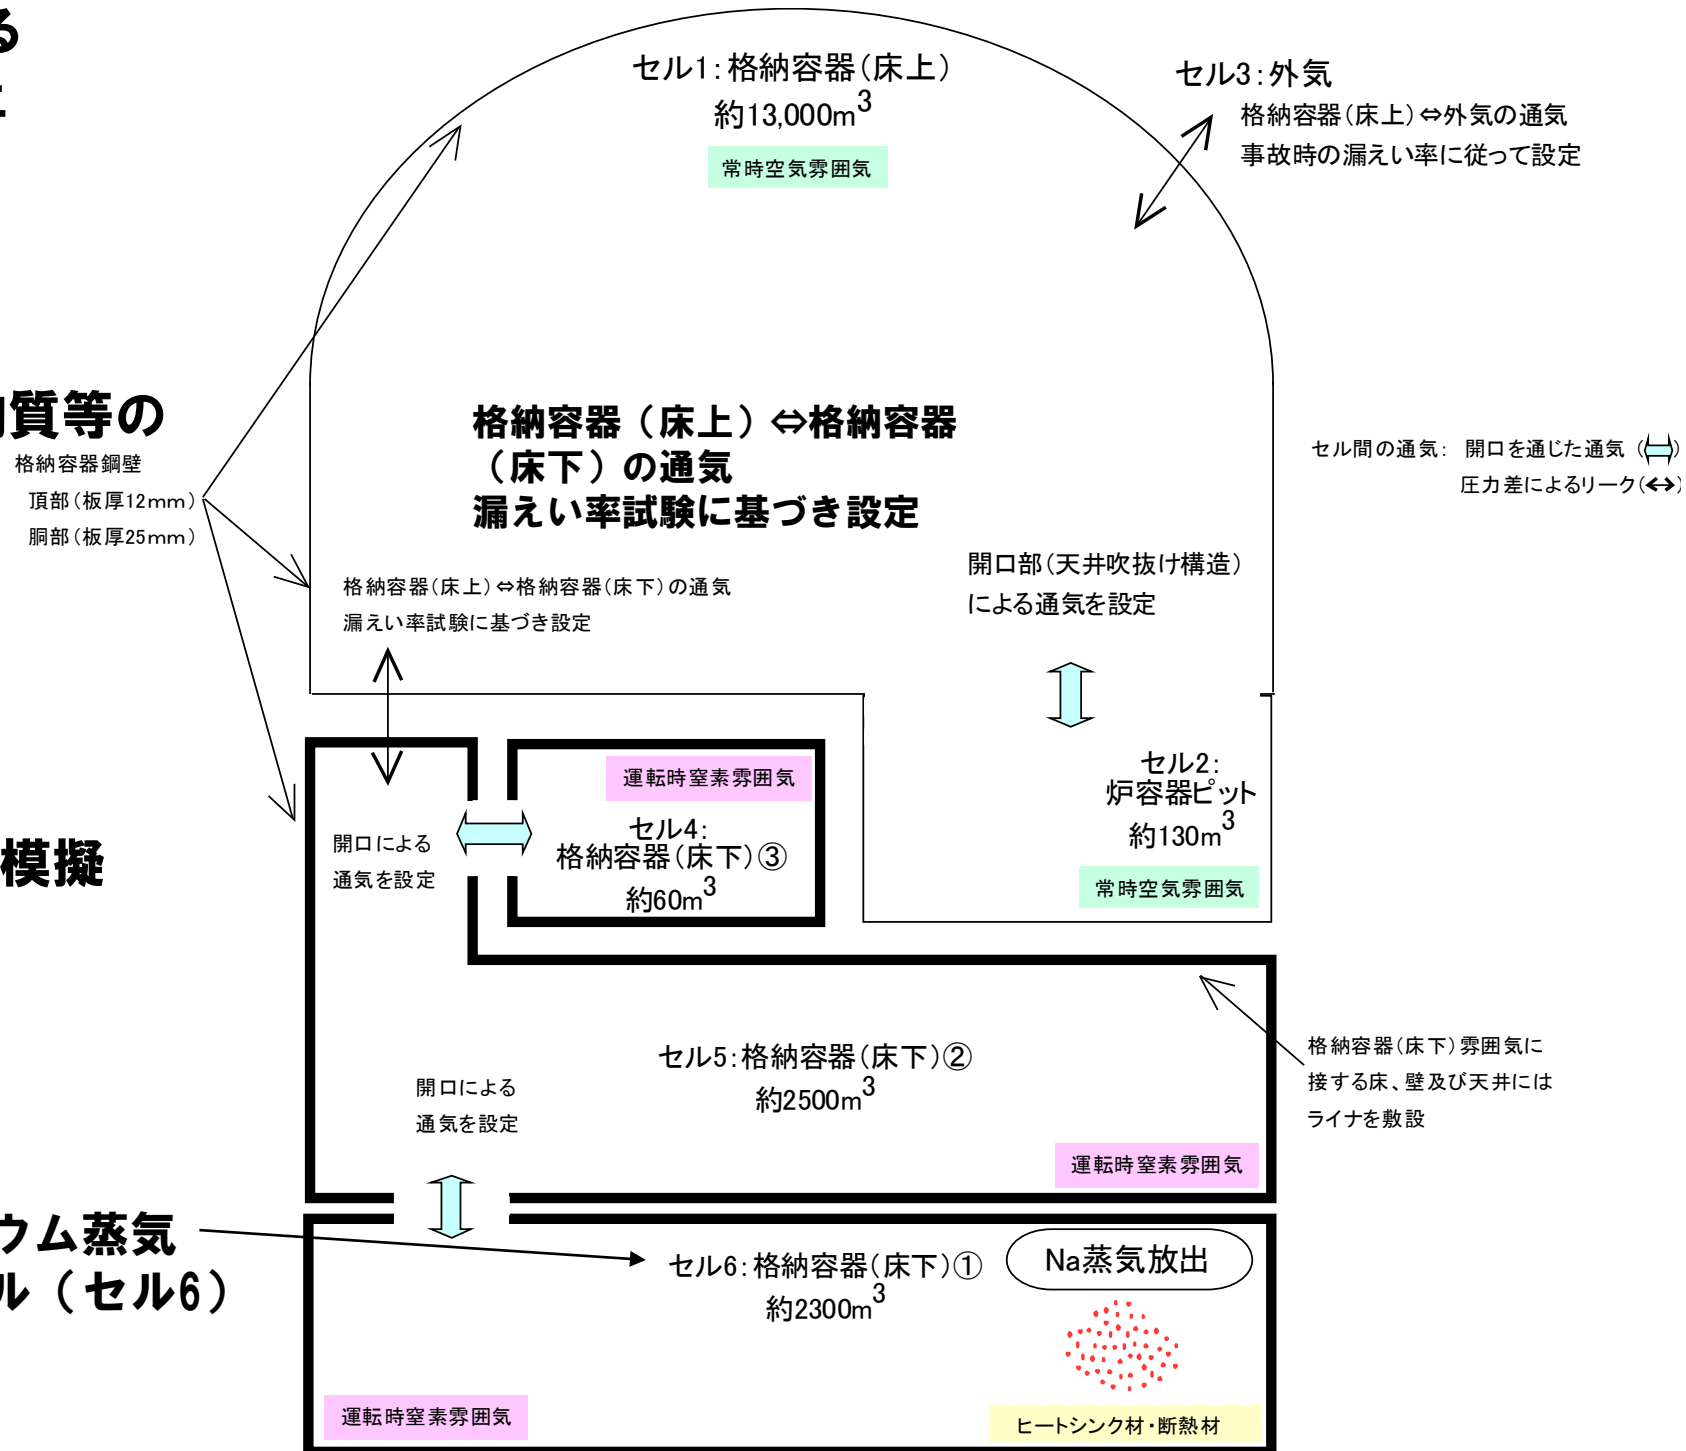 る
セル1：格納容器（床上）
約13,000m3
常時空気雰囲気
セル3：外気
格納容器（床上）⇔外気の通気
事故時の漏えい率に従って設定
質等の
格納容器鋼壁
頂部（板厚12mm）
胴部（板厚25mm）
格納容器（床上）⇔格納容器
（床下）の通気
漏えい率試験に基づき設定
セル間の通気： 開口を通じた通気（⇔）
圧力差によるリーク（↔）
格納容器（床上）⇔格納容器（床下）の通気
漏えい率試験に基づき設定
開口部（天井吹抜け構造）
による通気を設定
運転時窒素雰囲気
セル4：
格納容器（床下）③
約60m3
開口による
通気を設定
セル2：
炉容器ピット
約130m3
常時空気雰囲気
模擬
セル5：格納容器（床下）②
約2500m3
開口による
通気を設定
運転時窒素雰囲気
格納容器（床下）雰囲気に
接する床、壁及び天井には
ライナを敷設
ウム蒸気
ル（セル6）
セル6：格納容器（床下）①
約2300m3
Na蒸気放出
運転時窒素雰囲気
ヒートシンク材・断熱材